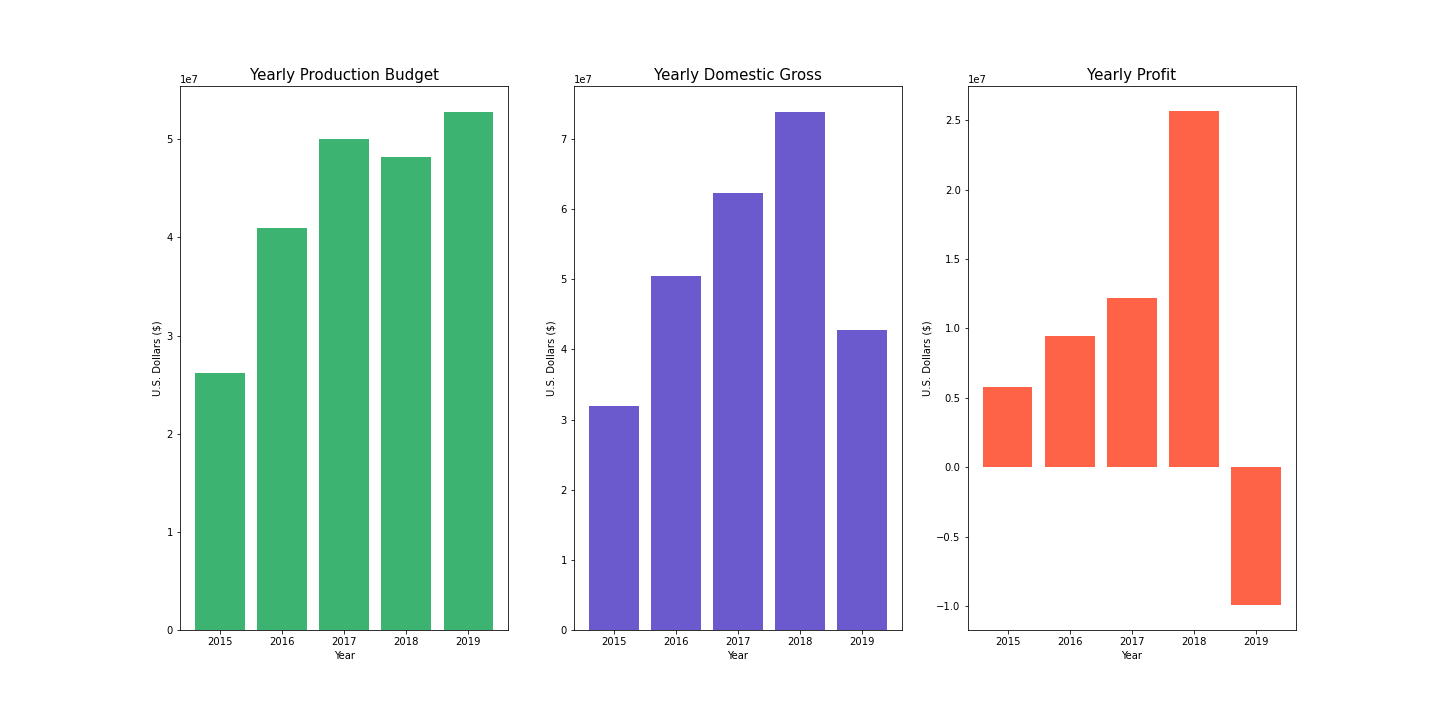 Yearly Production Budget
1e7
5
4
3
2
1
0
U.S. Dollars ($)
2015 2016 2017 2018 2019
Year
Yearly Domestic Gross
1e7
7
6
5
4
3
2
1
0
U.S. Dollars ($)
2015 2016 2017 2018 2019
Year
Yearly Profit
1e7
2.5
2.0
1.5
1.0
0.5
0.0
−0.5
−1.0
U.S. Dollars ($)
2015 2016 2017 2018 2019
Year